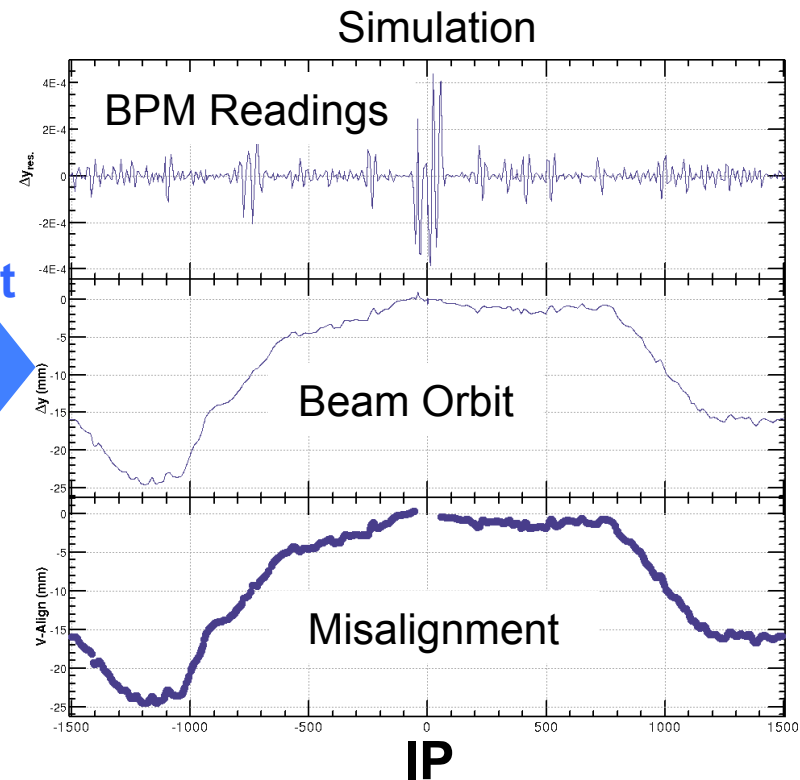 Simulation
BPM Readings
Δy res.
4E-4
2E-4
0
-2E-4
-4E-4
t
Beam Orbit
Δy (mm)
0
-5
-10
-15
-20
-25
Misalignment
V-Align (mm)
0
-5
-10
-15
-20
-25
-1500 -1000 -500 0 500 1000 1500
IP